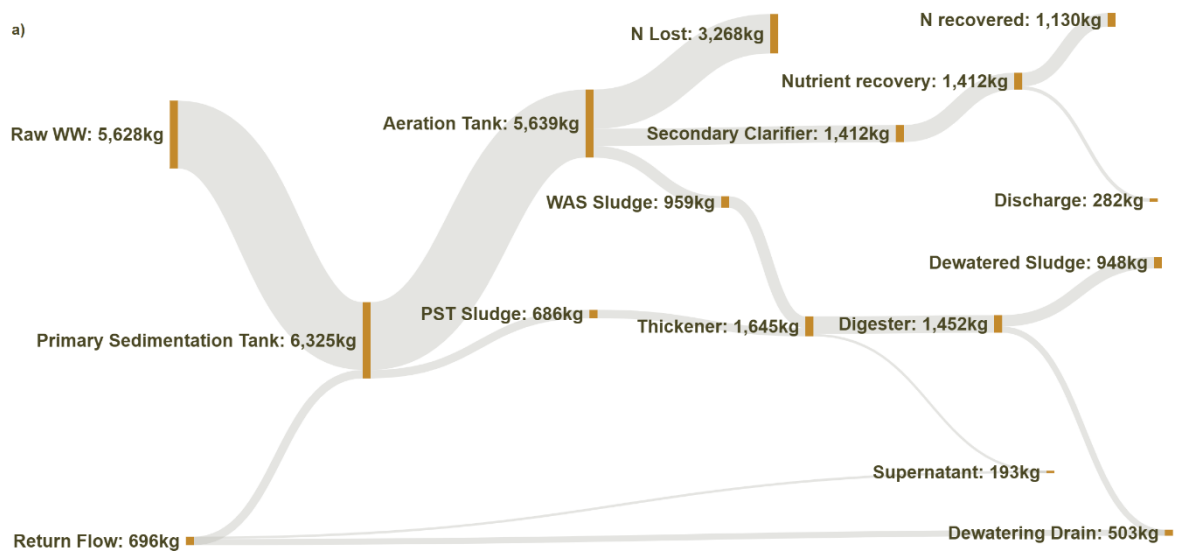 a)
N Lost: 3,268kg
N recovered: 1,130kg
Nutrient recovery: 1,412kg
Raw WW: 5,628kg
Aeration Tank: 5,639kg
Secondary Clarifier: 1,412kg
WAS Sludge: 959kg
Discharge: 282kg
Dewatered Sludge: 948kg
PST Sludge: 686kg
Thickener: 1,645kg
Digester: 1,452kg
Primary Sedimentation Tank: 6,325kg
Supernatant: 193kg
Return Flow: 696kg
Dewatering Drain: 503kg